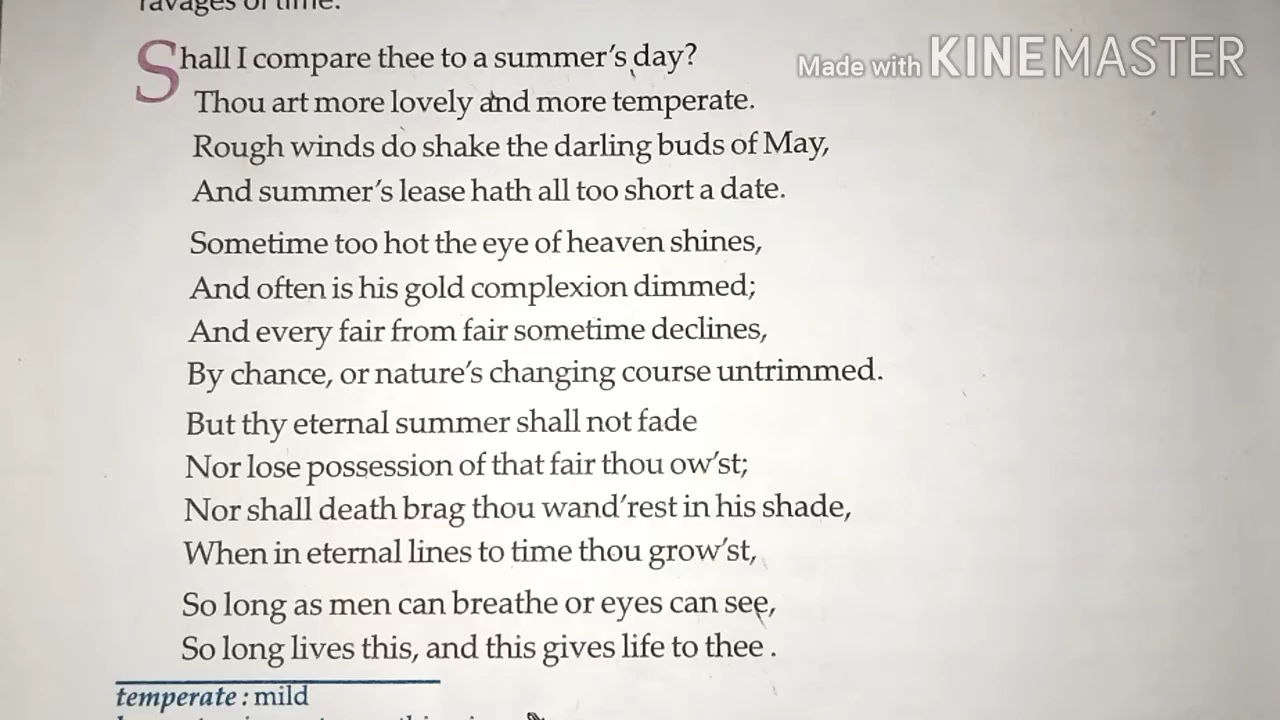 ravages of time.
Shall I compare thee to a summer's day?
Made with KINEMASTER
Thou art more lovely and more temperate.
Rough winds do shake the darling buds of May,
And summer's lease hath all too short a date.
Sometime too hot the eye of heaven shines,
And often is his gold complexion dimmed;
And every fair from fair sometime declines,
By chance, or nature's changing course untrimmed.
But thy eternal summer shall not fade
Nor lose possession of that fair thou ow'st;
Nor shall death brag thou wand'rest in his shade,
When in eternal lines to time thou grow'st,
So long as men can breathe or eyes can see,
So long lives this, and this gives life to thee .
temperate : mild